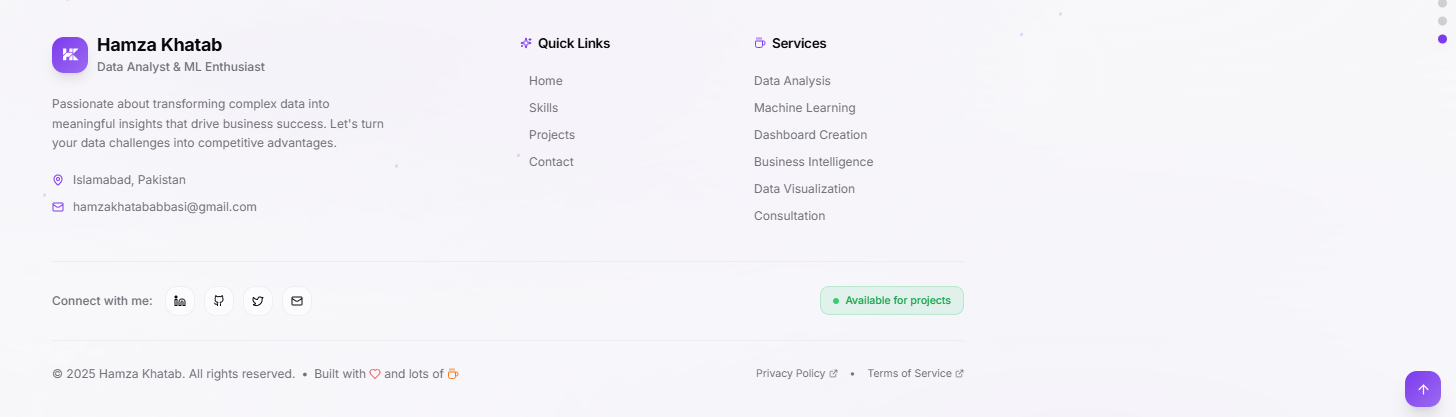 Hamza Khatab
Data Analyst & ML Enthusiast
Passionate about transforming complex data into
meaningful insights that drive business success. Let's turn
your data challenges into competitive advantages.
Islamabad, Pakistan
hamzakhatababbasi@gmail.com
Quick Links
Home
Skills
Projects
Contact
Services
Data Analysis
Machine Learning
Dashboard Creation
Business Intelligence
Data Visualization
Consultation
Connect with me:
Available for projects
© 2025 Hamza Khatab. All rights reserved. • Built with and lots of
Privacy Policy • Terms of Service